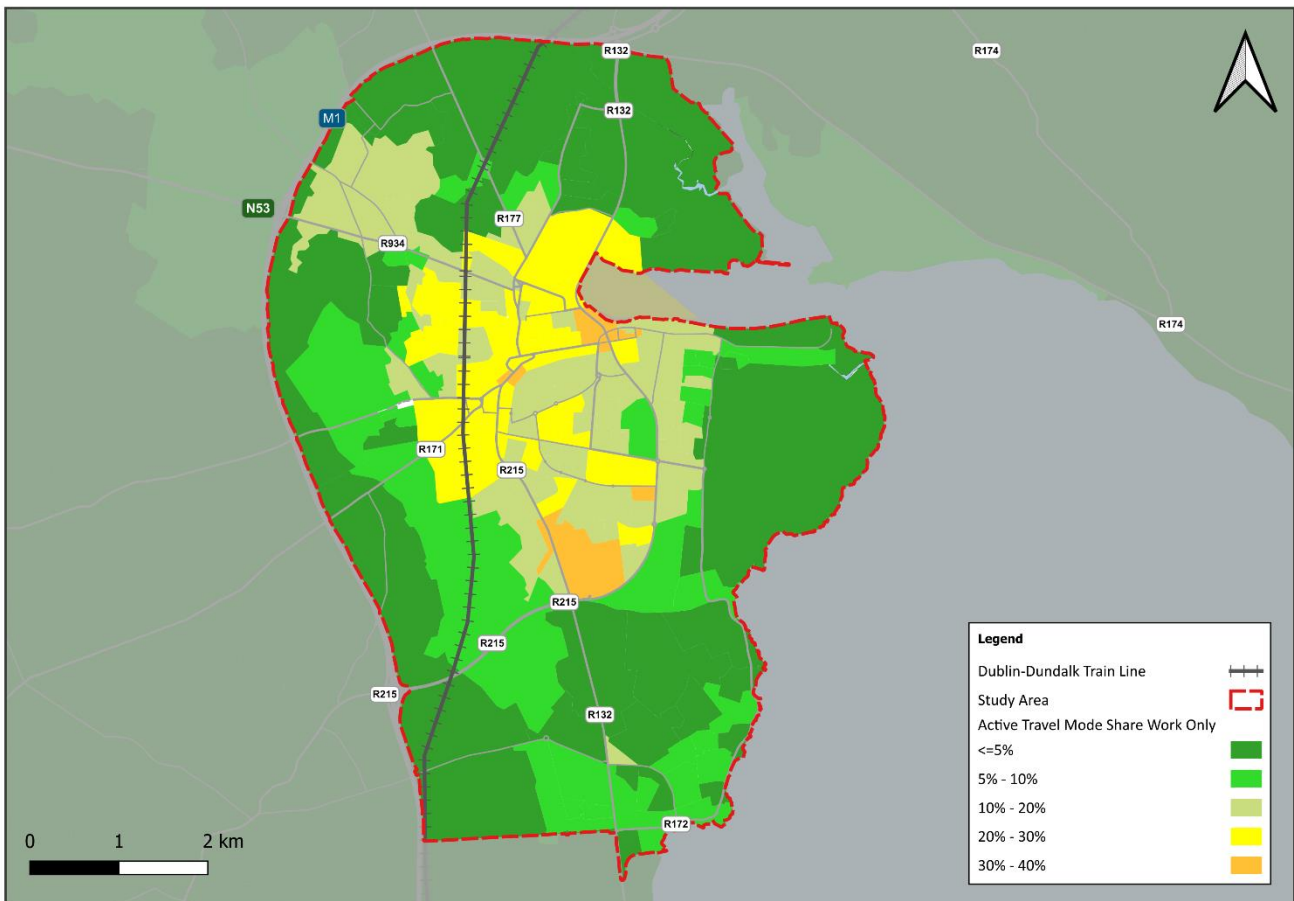 R132
R174
R132
M1
N53
R177
R934
R174
R171
R215
R215
R215
R215
R132
R172
0 1 2 km
Legend
Dublin-Dundalk Train Line
Study Area
Active Travel Mode Share Work Only
<=5%
5% - 10%
10% - 20%
20% - 30%
30% - 40%